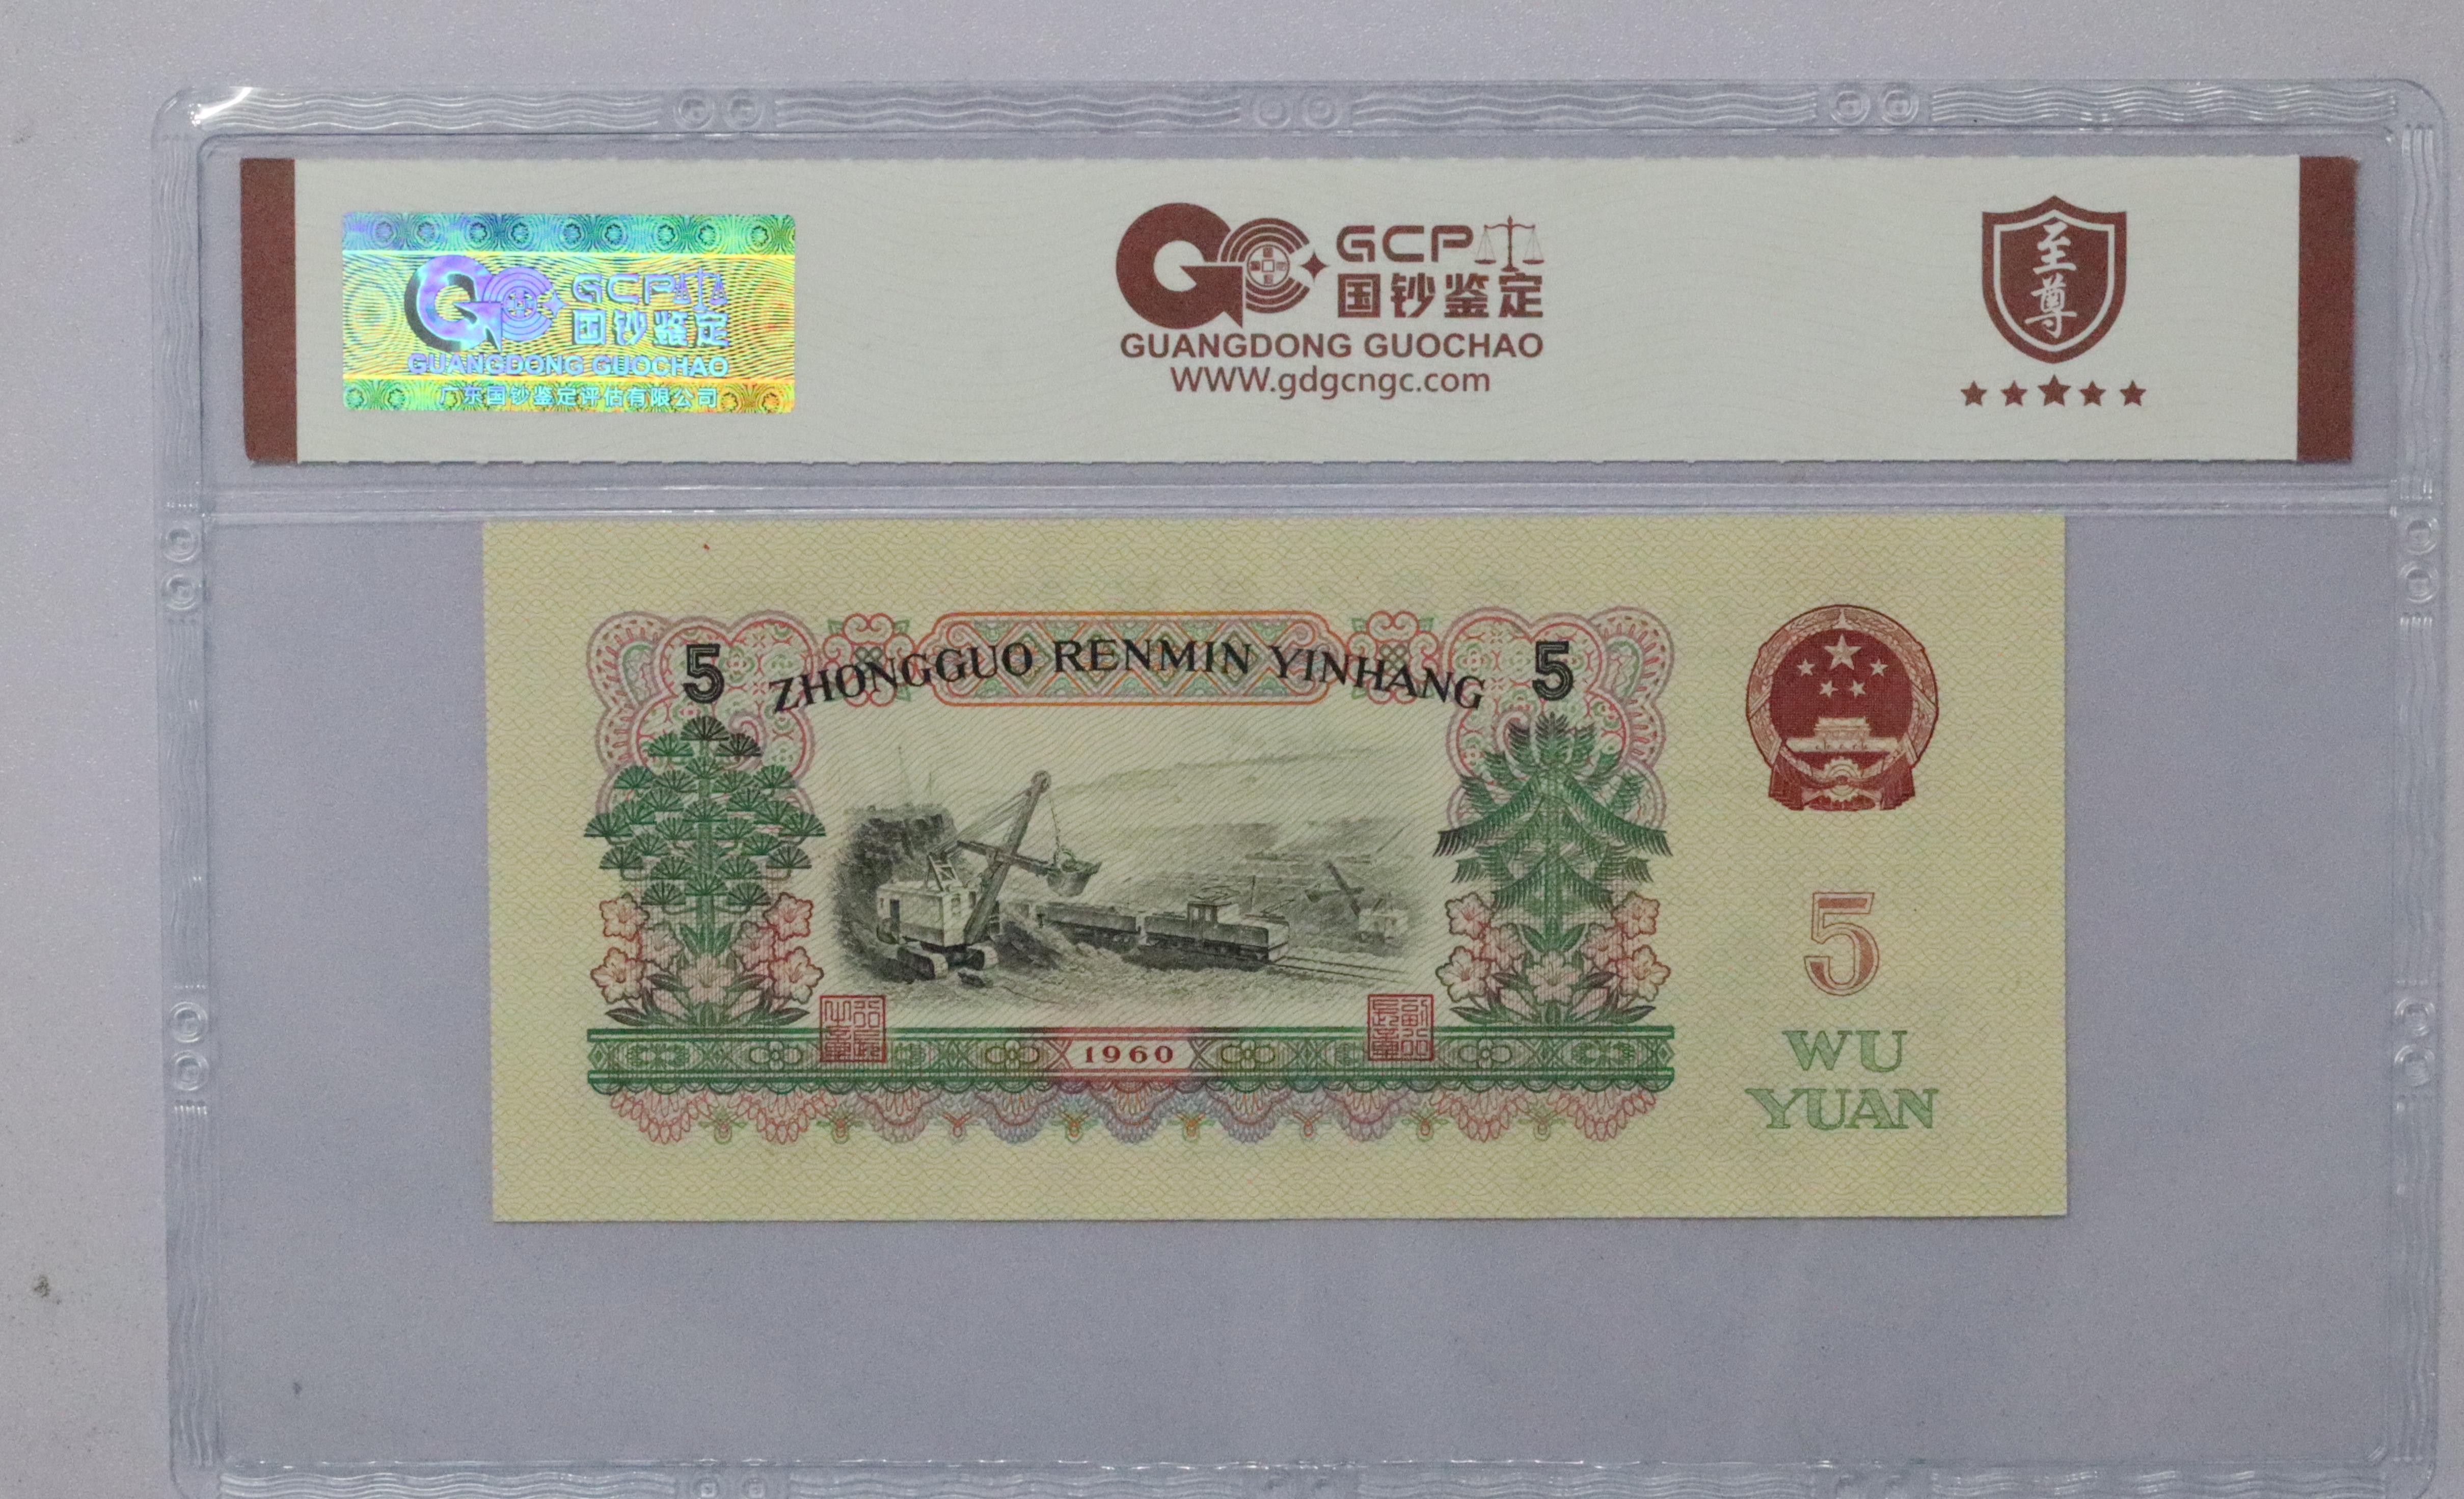 GCP
国钞鉴定
GUANGDONG GUOCHAO
广东国钞鉴定评估有限公司
GCP
国钞鉴定
GUANGDONG GUOCHAO
WWW.gdgcngc.com
至尊
5 ZHONGGUO RENMIN YINHANG 5
5
WU
YUAN
1960